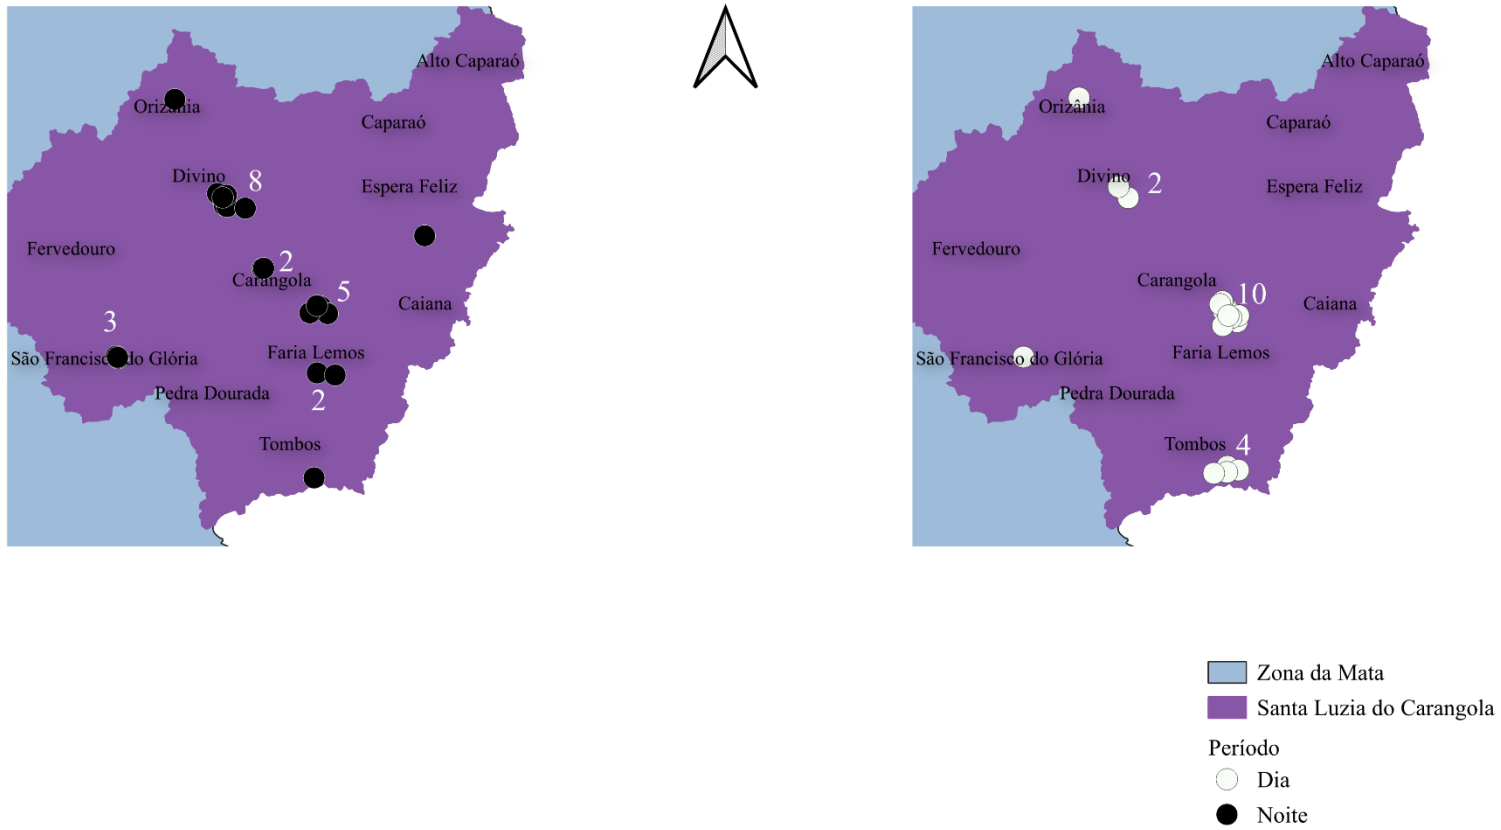 Alto Caparaó
Orizânia
Caparaó
Divino
8
Espera Feliz
Fervedouro
2
Carangola
5
Caiana
3
São Francisco do Glória
Faria Lemos
Pedra Dourada
2
Tombos
Alto Caparaó
Orizânia
Caparaó
Divino
2
Espera Feliz
Fervedouro
Carangola
10
Caiana
São Francisco do Glória
Faria Lemos
Pedra Dourada
Tombos
4
Zona da Mata
Santa Luzia do Carangola
Período
Dia
Noite